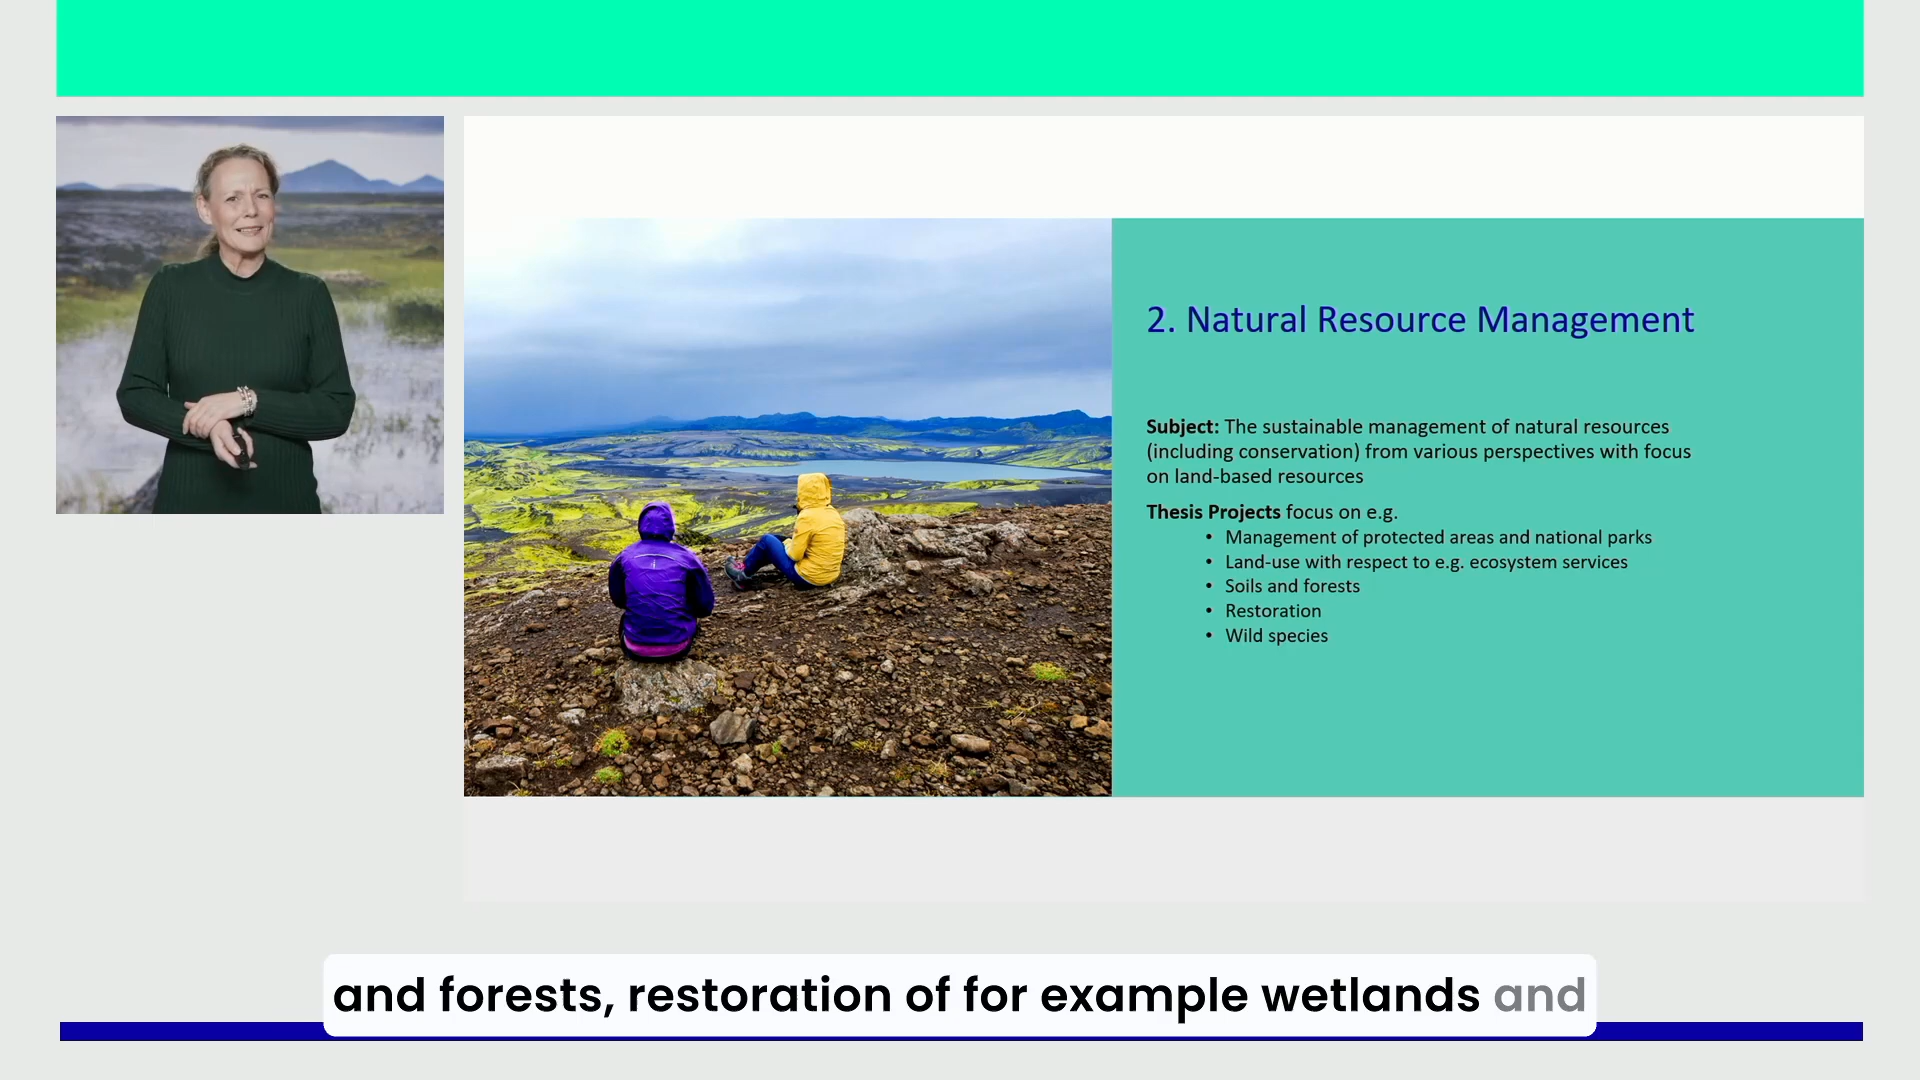 2. Natural Resource Management
Subject: The sustainable management of natural resources
(including conservation) from various perspectives with focus
on land-based resources
Thesis Projects focus on e.g.
• Management of protected areas and national parks
• Land-use with respect to e.g. ecosystem services
• Soils and forests
• Restoration
• Wild species
and forests, restoration of for example wetlands and